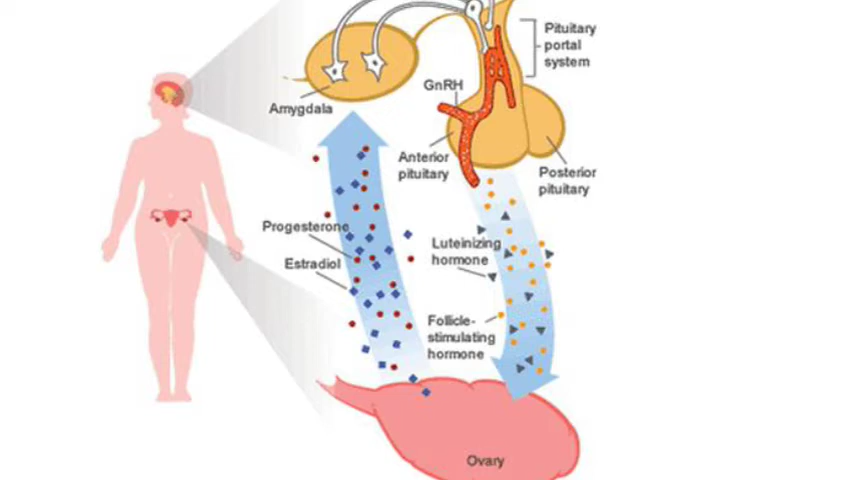 Pituitary
portal
system
GnRH
Amygdala
Anterior
pituitary
Posterior
pituitary
Progesterone
Luteinizing
hormone
Estradiol
Follicle-
stimulating
hormone
Ovary